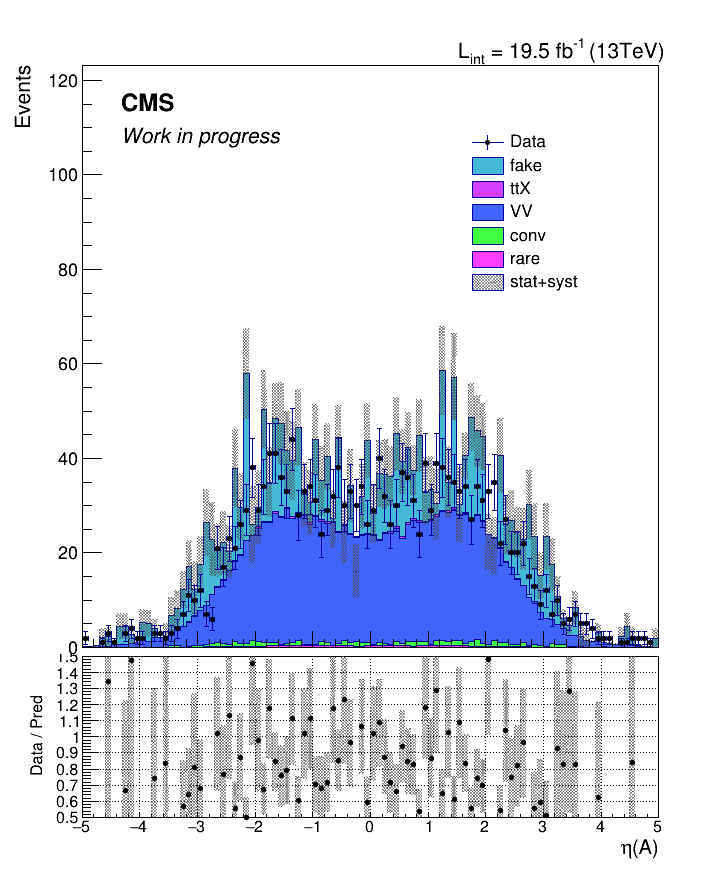 L_int = 19.5 fb^-1 (13TeV)
Events
120
CMS
Work in progress
Data
fake
ttX
VV
conv
rare
stat+syst
100
80
60
40
20
0
Data / Pred
1.5
1.4
1.3
1.2
1.1
1
0.9
0.8
0.7
0.6
0.5
−5 −4 −3 −2 −1 0 1 2 3 4 5
η(A)